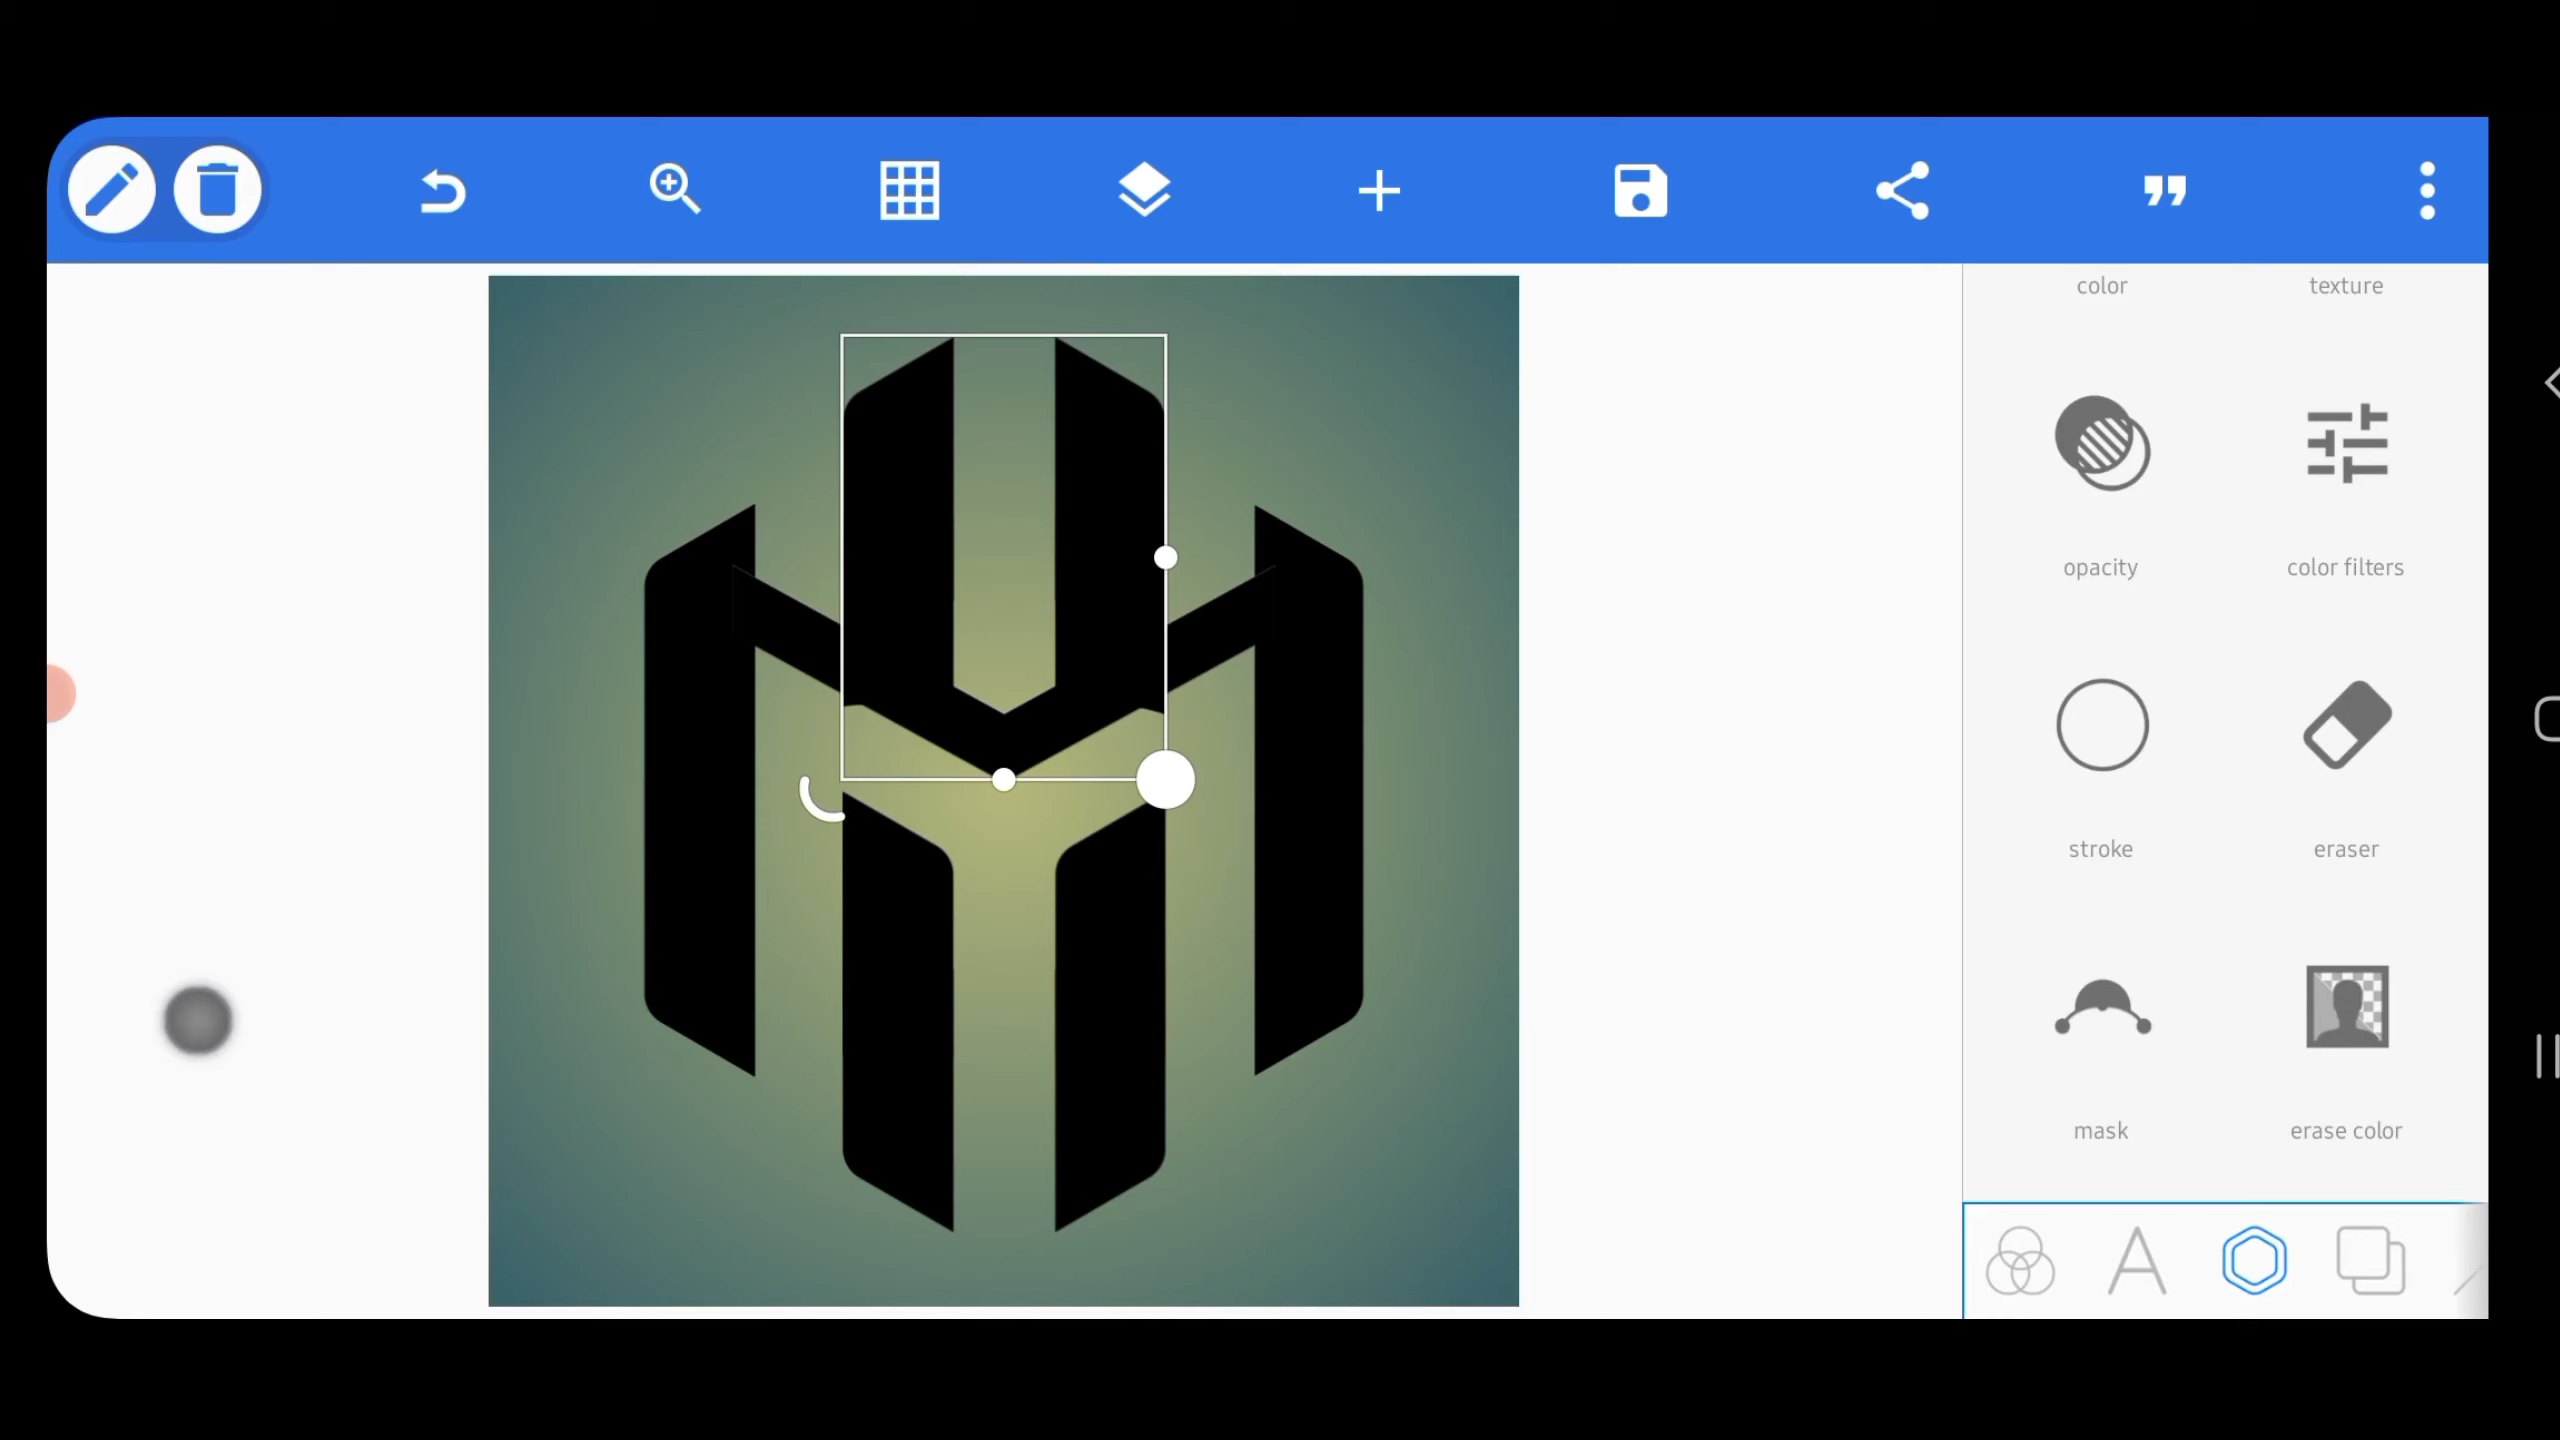 color texture
opacity color filters
stroke eraser
mask erase color